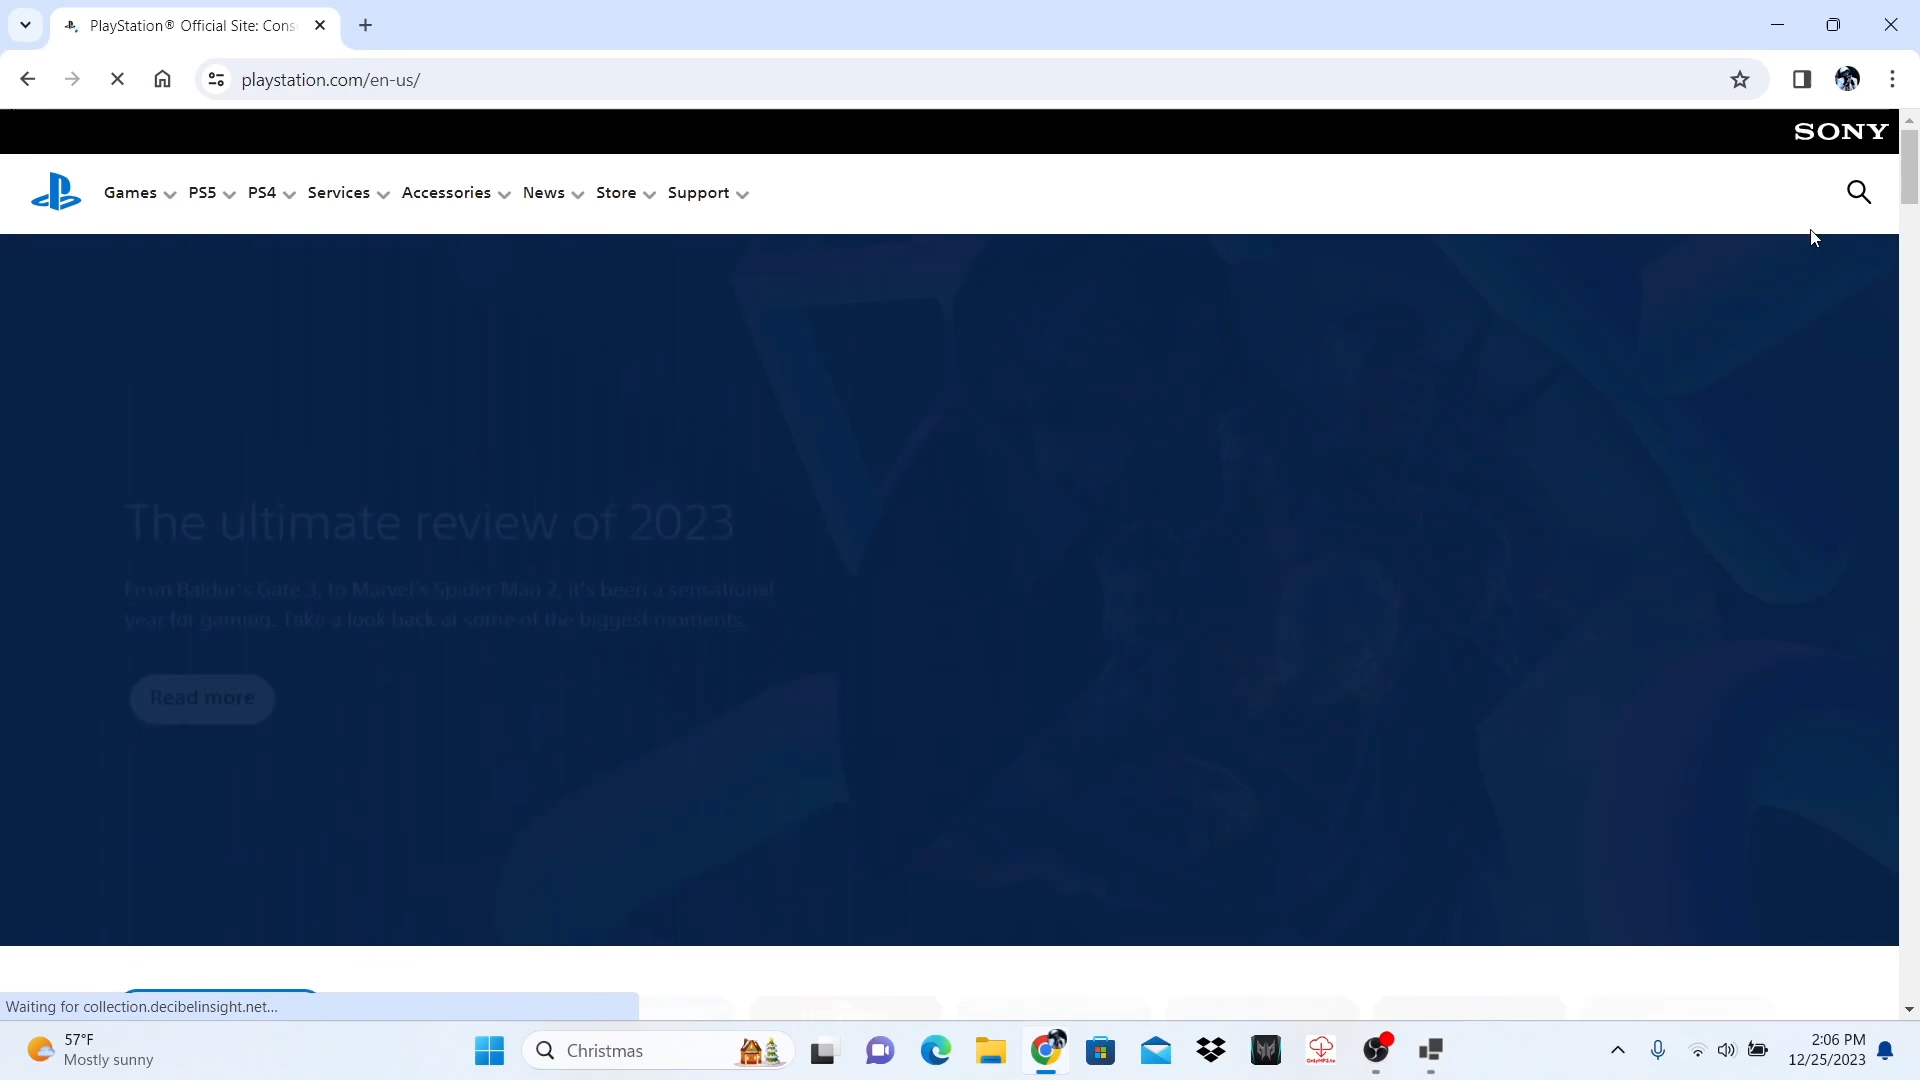 PlayStation® Official Site: Cons
playstation.com/en-us/
SONY
Games PS5 PS4 Services Accessories News Store Support
The ultimate review of 2023
From Baldur's Gate 3, to Marvel's Spider-Man 2, it's been a sensational
year for gaming. Take a look back at some of the biggest moments.
Read more
Waiting for collection.decibelinsight.net...
57°F
Mostly sunny
Christmas
OnlyMP3.to
2:06 PM
12/25/2023